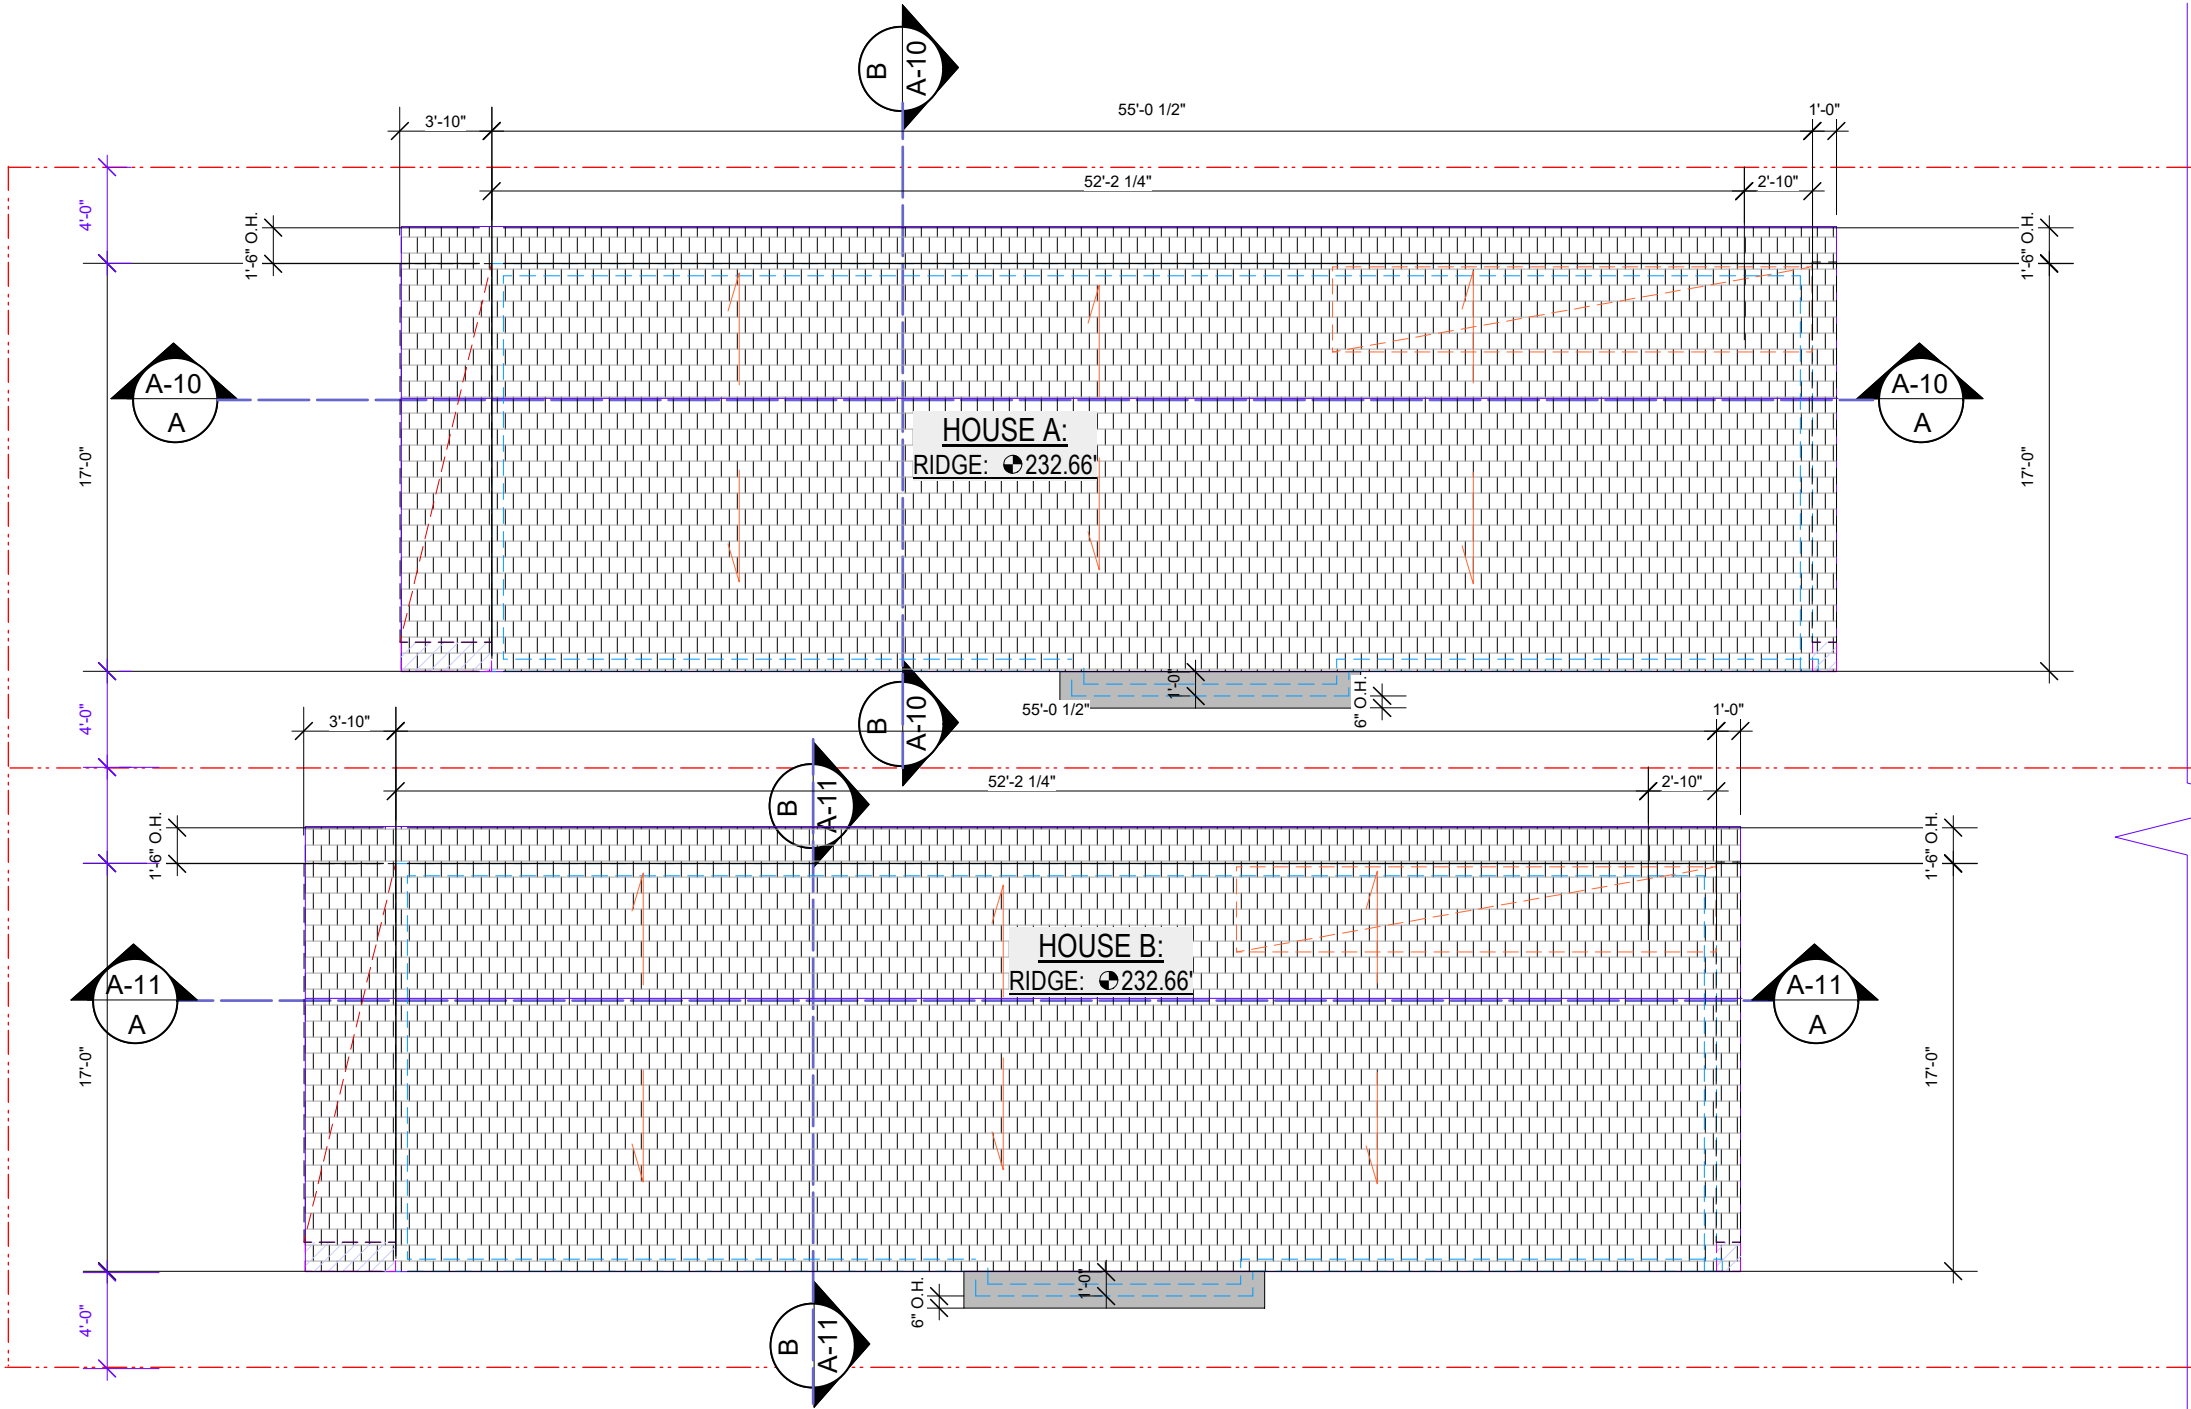 B
A-10
3'-10"
55'-0 1/2"
1'-0"
52'-2 1/4"
2'-10"
4'-0"
1'-6" O.H.
1'-6" O.H.
A-10
A
A-10
A
HOUSE A:
RIDGE: 232.66'
17'-0"
17'-0"
1'-0"
6" O.H.
4'-0"
B
A-10
3'-10"
55'-0 1/2"
1'-0"
52'-2 1/4"
2'-10"
B
A-11
1'-6" O.H.
1'-6" O.H.
HOUSE B:
RIDGE: 232.66'
A-11
A
A-11
A
17'-0"
17'-0"
1'-0"
6" O.H.
4'-0"
B
A-11